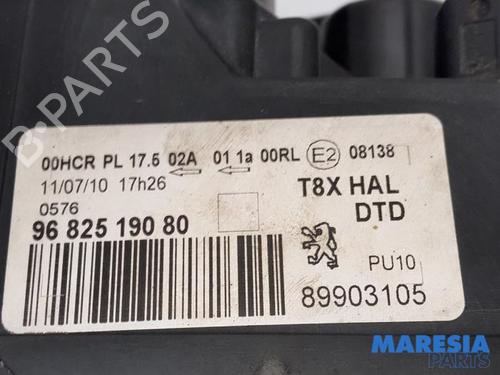 00HCR PL 17.5 02A 01 1a 00RL E2 08138
11/07/10 17h26
T8X HAL
0576
DTD
96 825 190 80
PU10
89903105
B-PARTS
MARESIA
PARTS